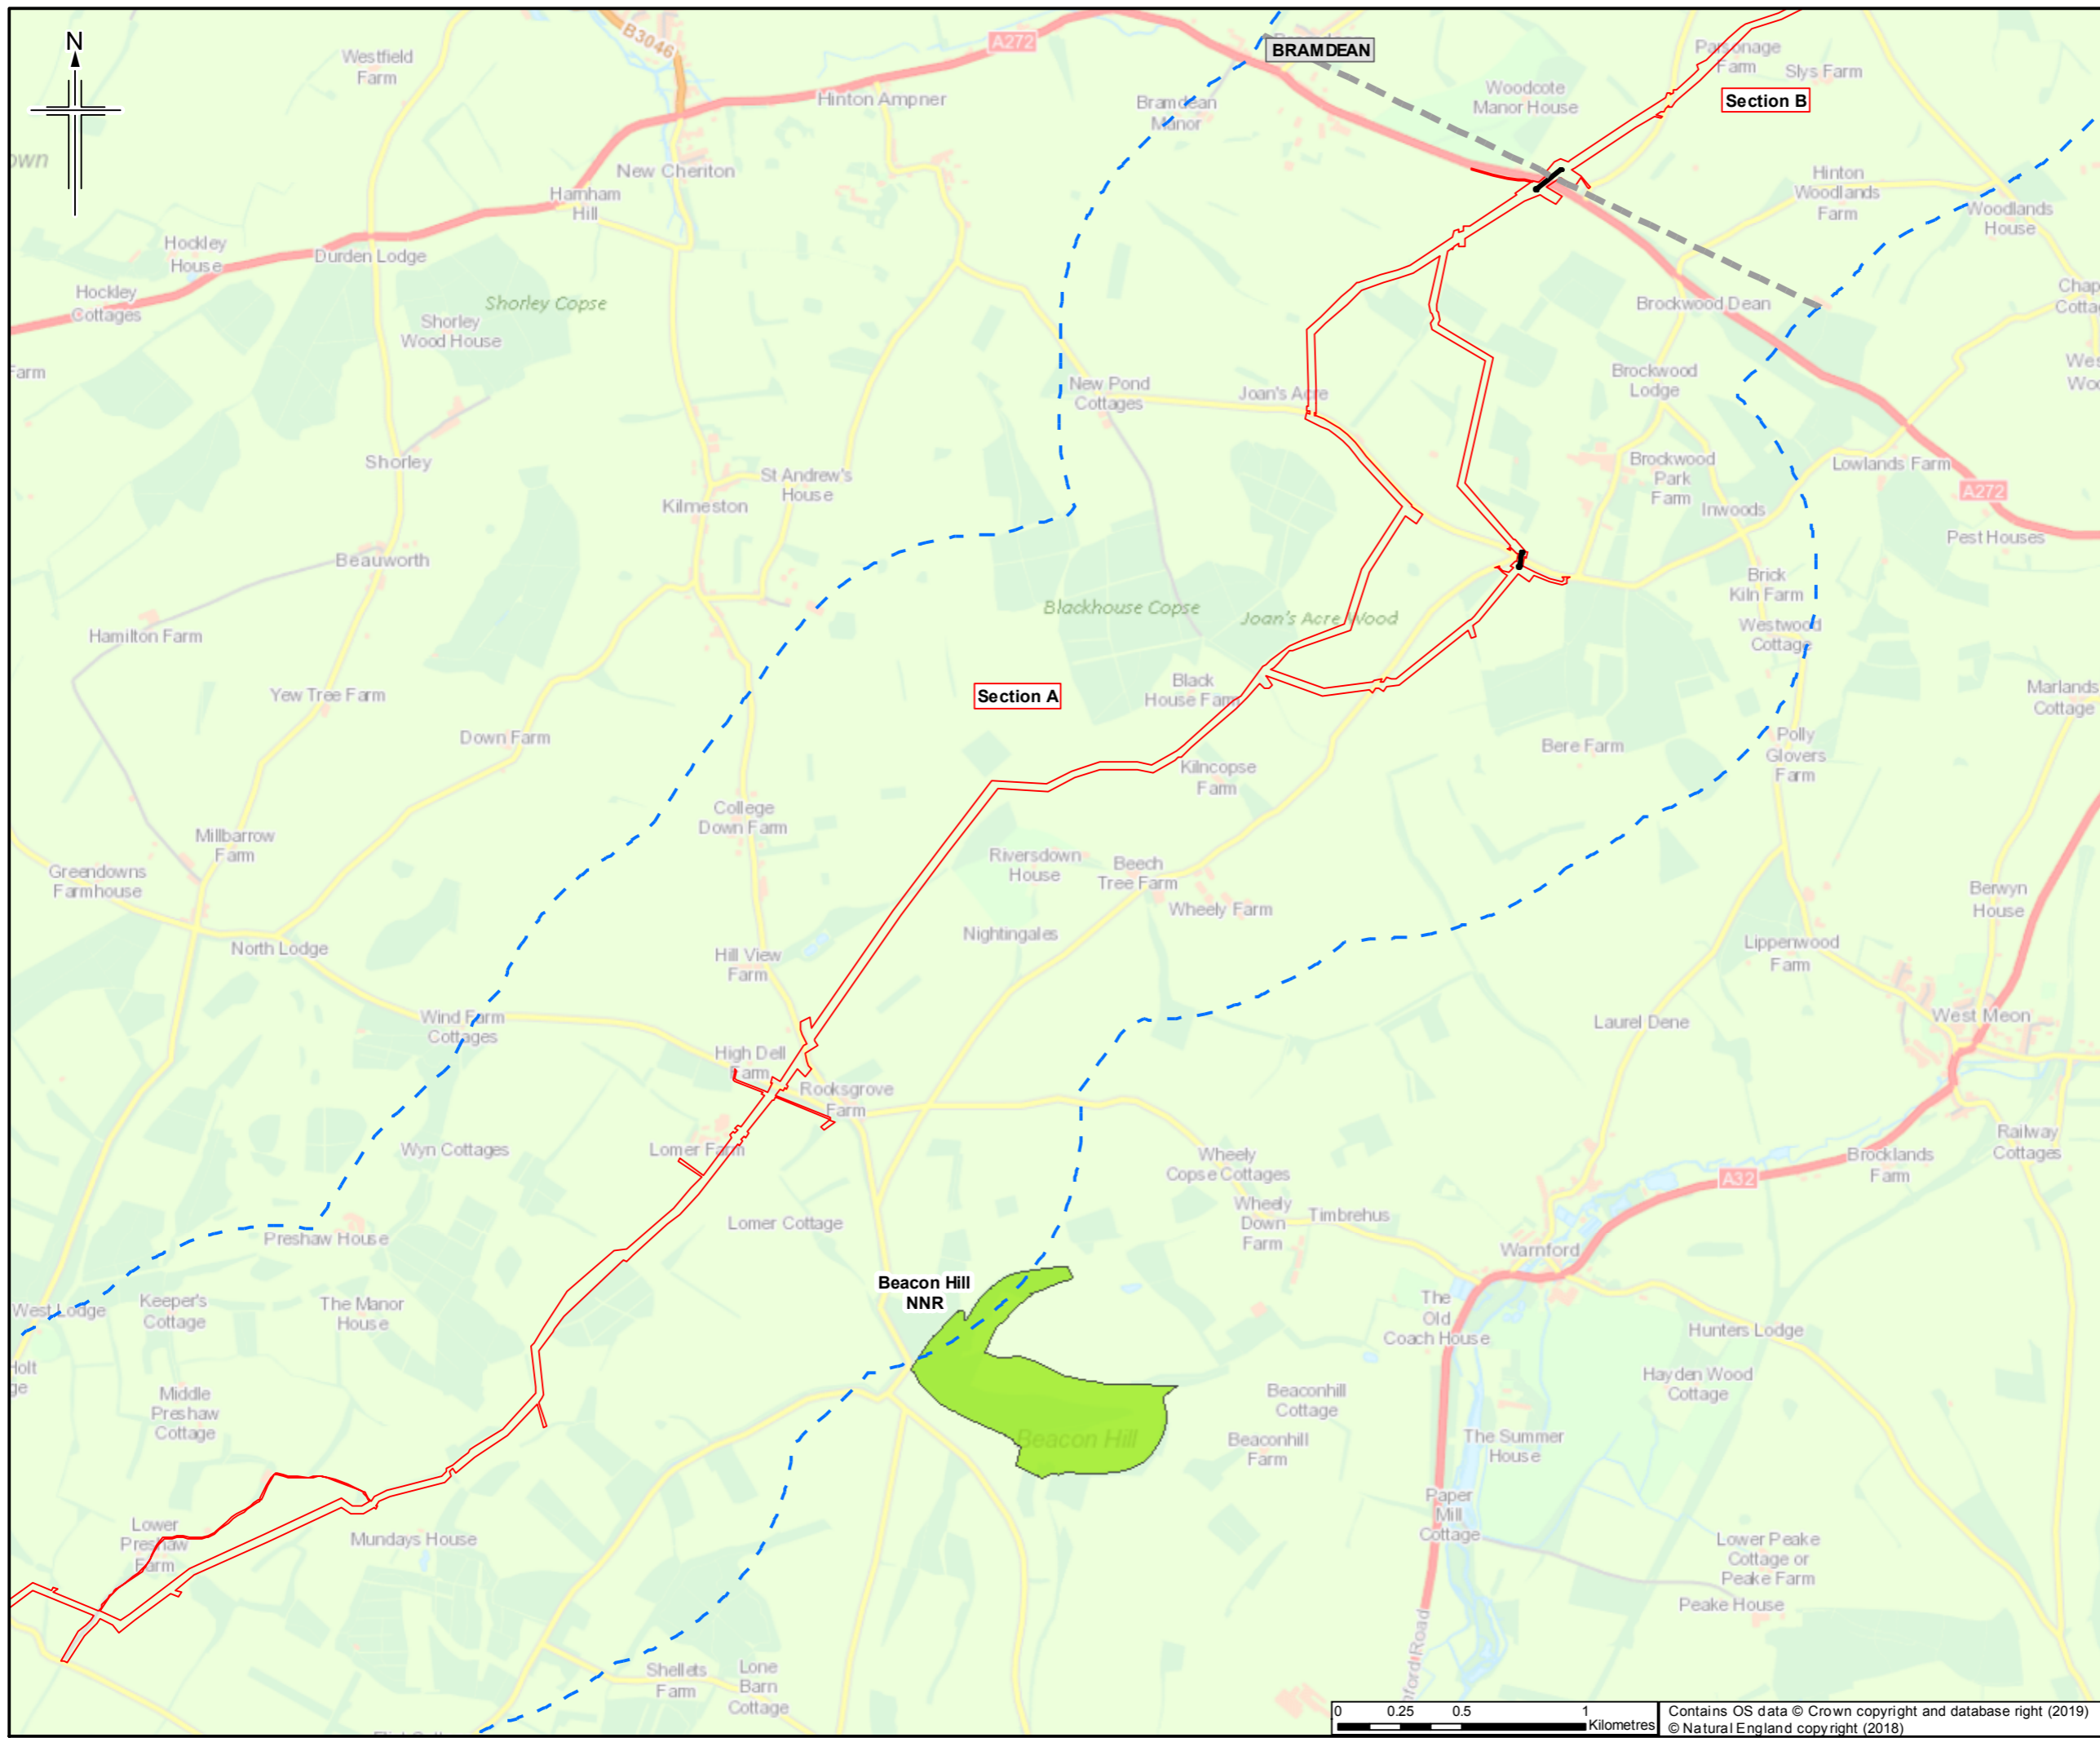 N
B3046
A272
BRAMDEAN
Parsonage
Farm
Slys Farm
Section B
Westfield
Farm
Hinton Ampner
Bramdean
Manor
Woodcote
Manor House
own
New Cheriton
Harnham
Hill
Hinton
Woodlands
Farm
Woodlands
House
Hockley
House
Durden Lodge
Hockley
Cottages
Shorley Copse
Shorley
Wood House
Brockwood Dean
Chap
Cotta
Farm
New Pond
Cottages
Joan's Acre
Brockwood
Lodge
Wes
Woo
Shorley
St Andrew's
House
Kilmeston
Brockwood
Park
Farm
Lowlands Farm
A272
Inwoods
Pest Houses
Beauworth
Brick
Kiln Farm
Hamilton Farm
Blackhouse Copse
Joan's Acre Wood
Westwood
Cottage
Yew Tree Farm
Section A
Black
House Farm
Marlands
Cottage
Down Farm
Bere Farm
Polly
Glovers
Farm
Kilncopse
Farm
College
Down Farm
Millbarrow
Farm
Greendowns
Farmhouse
Riversdown
House
Beech
Tree Farm
Wheely Farm
Berwyn
House
North Lodge
Nightingales
Hill View
Farm
Lippenwood
Farm
Wind Farm
Cottages
Laurel Dene
West Meon
High Dell
Farm
Rooksgrove
Farm
Wyn Cottages
Lomer Farm
Wheely
Copse Cottages
A32
Brocklands
Farm
Railway
Cottages
Lomer Cottage
Wheely
Down
Farm
Timbrehus
Preshaw House
Warnford
Beacon Hill
NNR
West Lodge
Keeper's
Cottage
The Manor
House
The
Old
Coach House
Hunters Lodge
Holt
ge
Middle
Preshaw
Cottage
Beaconhill
Cottage
Hayden Wood
Cottage
Beacon Hill
Beaconhill
Farm
The Summer
House
Lower
Preshaw
Farm
Mundays House
Paper
Mill
Cottage
Lower Peake
Cottage or
Peake Farm
Peake House
nford Road
Shellets
Farm
Lone
Barn
Cottage
0 0.25 0.5 1
Kilometres
Contains OS data © Crown copyright and database right (2019)
© Natural England copyright (2018)